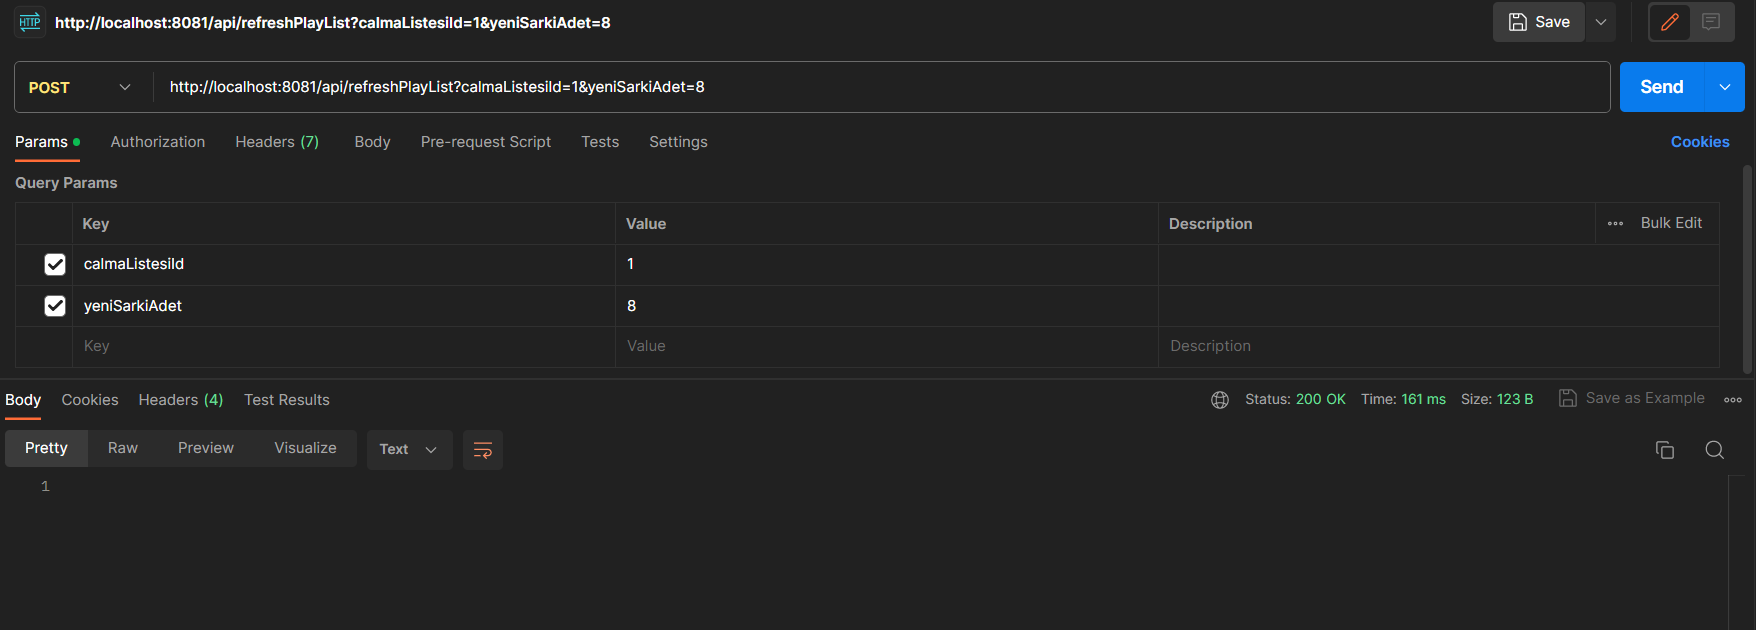 HTTP http://localhost:8081/api/refreshPlayList?calmaListesiId=1&yeniSarkiAdet=8 Save
POST http://localhost:8081/api/refreshPlayList?calmaListesiId=1&yeniSarkiAdet=8 Send
Params Authorization Headers (7) Body Pre-request Script Tests Settings Cookies
Query Params
Key Value Description Bulk Edit
calmaListesiId 1
yeniSarkiAdet 8
Key Value Description
Body Cookies Headers (4) Test Results Status: 200 OK Time: 161 ms Size: 123 B Save as Example
Pretty Raw Preview Visualize Text
1